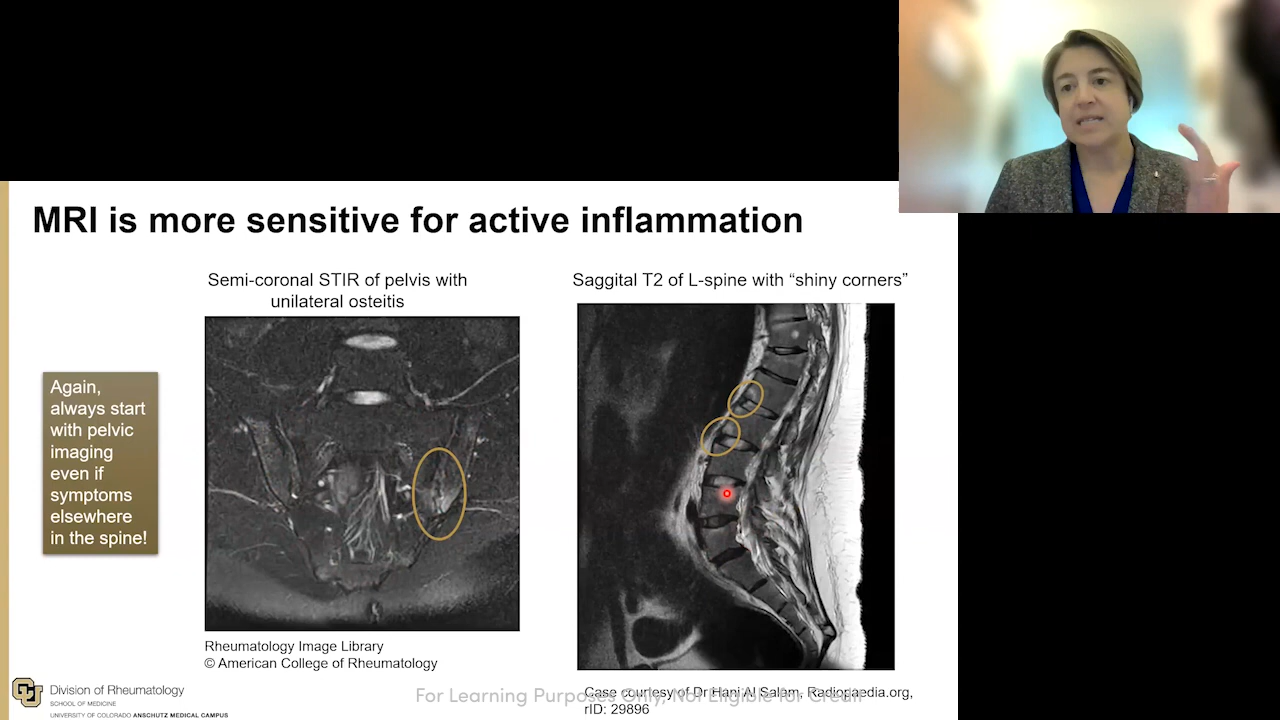 MRI is more sensitive for active inflammation
Semi-coronal STIR of pelvis with
unilateral osteitis
Saggital T2 of L-spine with “shiny corners”
Again,
always start
with pelvic
imaging
even if
symptoms
elsewhere
in the spine!
Rheumatology Image Library
© American College of Rheumatology
Case courtesy of Dr Hani Al Salam, Radiopaedia.org,
rID: 29896
For Learning Purposes Only, Not Eligible for Credit
CU
Division of Rheumatology
SCHOOL OF MEDICINE
UNIVERSITY OF COLORADO ANSCHUTZ MEDICAL CAMPUS